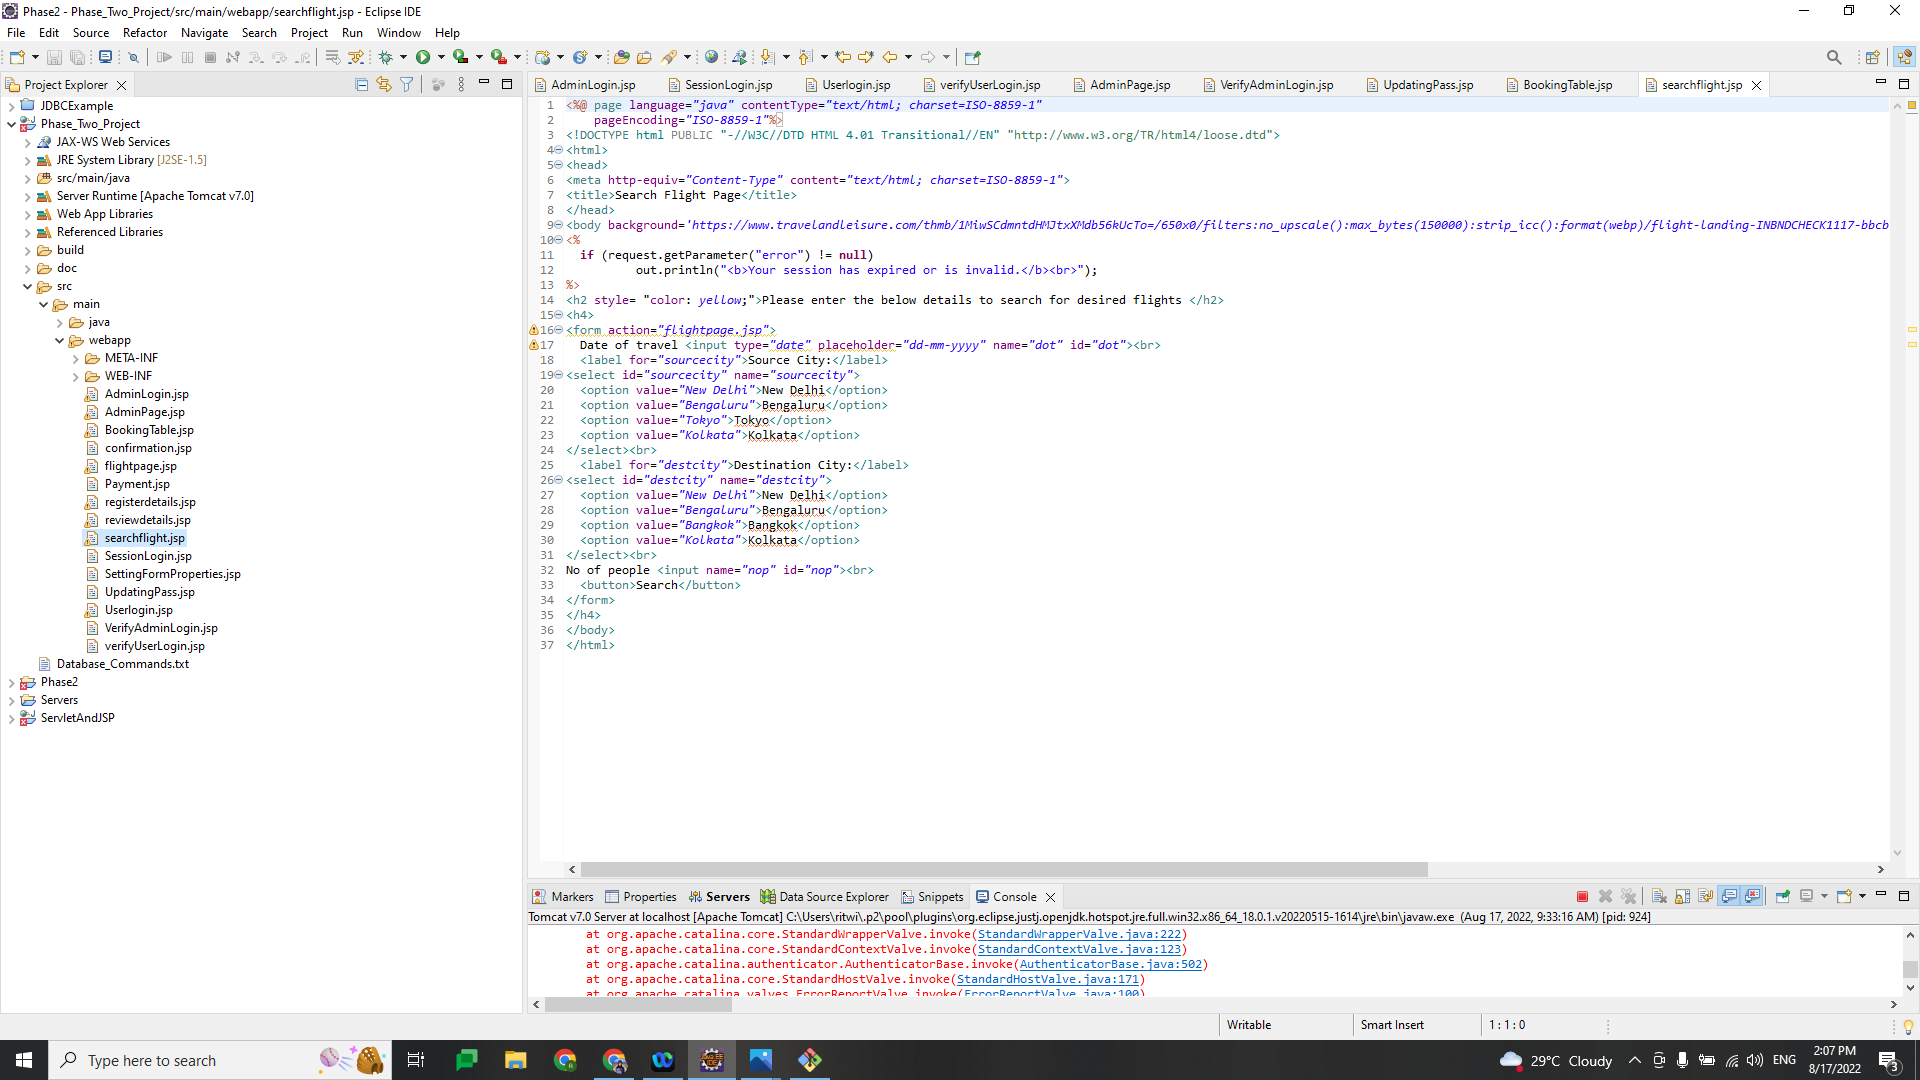 Phase2 - Phase_Two_Project/src/main/webapp/searchflight.jsp - Eclipse IDE
File Edit Source Refactor Navigate Search Project Run Window Help
Project Explorer
JDBCExample
Phase_Two_Project
JAX-WS Web Services
JRE System Library [J2SE-1.5]
src/main/java
Server Runtime [Apache Tomcat v7.0]
Web App Libraries
Referenced Libraries
build
doc
src
main
java
webapp
META-INF
WEB-INF
AdminLogin.jsp
AdminPage.jsp
BookingTable.jsp
confirmation.jsp
flightpage.jsp
Payment.jsp
registerdetails.jsp
reviewdetails.jsp
searchflight.jsp
SessionLogin.jsp
SettingFormProperties.jsp
UpdatingPass.jsp
Userlogin.jsp
VerifyAdminLogin.jsp
verifyUserLogin.jsp
Database_Commands.txt
Phase2
Servers
ServletAndJSP
AdminLogin.jsp SessionLogin.jsp Userlogin.jsp verifyUserLogin.jsp AdminPage.jsp VerifyAdminLogin.jsp UpdatingPass.jsp BookingTable.jsp searchflight.jsp
1 <%@ page language="java" contentType="text/html; charset=ISO-8859-1"
2     pageEncoding="ISO-8859-1"%>
3 <!DOCTYPE html PUBLIC "-//W3C//DTD HTML 4.01 Transitional//EN" "http://www.w3.org/TR/html4/loose.dtd">
4 <html>
5 <head>
6 <meta http-equiv="Content-Type" content="text/html; charset=ISO-8859-1">
7 <title>Search Flight Page</title>
8 </head>
9 <body background='https://www.travelandleisure.com/thmb/1MiwSCdmntdHMJtxXMdb56kUcTo=/650x0/filters:no_upscale():max_bytes(150000):strip_icc():format(webp)/flight-landing-INBNDCHECK1117-bbcb
10 <%
11   if (request.getParameter("error") != null)
12           out.println("<b>Your session has expired or is invalid.</b><br>");
13 %>
14 <h2 style= "color: yellow;">Please enter the below details to search for desired flights </h2>
15 <h4>
16 <form action="flightpage.jsp">
17   Date of travel <input type="date" placeholder="dd-mm-yyyy" name="dot" id="dot"><br>
18   <label for="sourcecity">Source City:</label>
19 <select id="sourcecity" name="sourcecity">
20   <option value="New Delhi">New Delhi</option>
21   <option value="Bengaluru">Bengaluru</option>
22   <option value="Tokyo">Tokyo</option>
23   <option value="Kolkata">Kolkata</option>
24 </select><br>
25   <label for="destcity">Destination City:</label>
26 <select id="destcity" name="destcity">
27   <option value="New Delhi">New Delhi</option>
28   <option value="Bengaluru">Bengaluru</option>
29   <option value="Bangkok">Bangkok</option>
30   <option value="Kolkata">Kolkata</option>
31 </select><br>
32 No of people <input name="nop" id="nop"><br>
33   <button>Search</button>
34 </form>
35 </h4>
36 </body>
37 </html>
Markers Properties Servers Data Source Explorer Snippets Console
Tomcat v7.0 Server at localhost [Apache Tomcat] C:\Users\ritwi\.p2\pool\plugins\org.eclipse.justj.openjdk.hotspot.jre.full.win32.x86_64_18.0.1.v20220515-1614\jre\bin\javaw.exe (Aug 17, 2022, 9:33:16 AM) [pid: 924]
at org.apache.catalina.core.StandardWrapperValve.invoke(StandardWrapperValve.java:222)
at org.apache.catalina.core.StandardContextValve.invoke(StandardContextValve.java:123)
at org.apache.catalina.authenticator.AuthenticatorBase.invoke(AuthenticatorBase.java:502)
at org.apache.catalina.core.StandardHostValve.invoke(StandardHostValve.java:171)
at org.apache.catalina.valves.ErrorReportValve.invoke(ErrorReportValve.java:100)
Writable Smart Insert 1 : 1 : 0
Type here to search
29°C Cloudy ENG
2:07 PM
8/17/2022
3